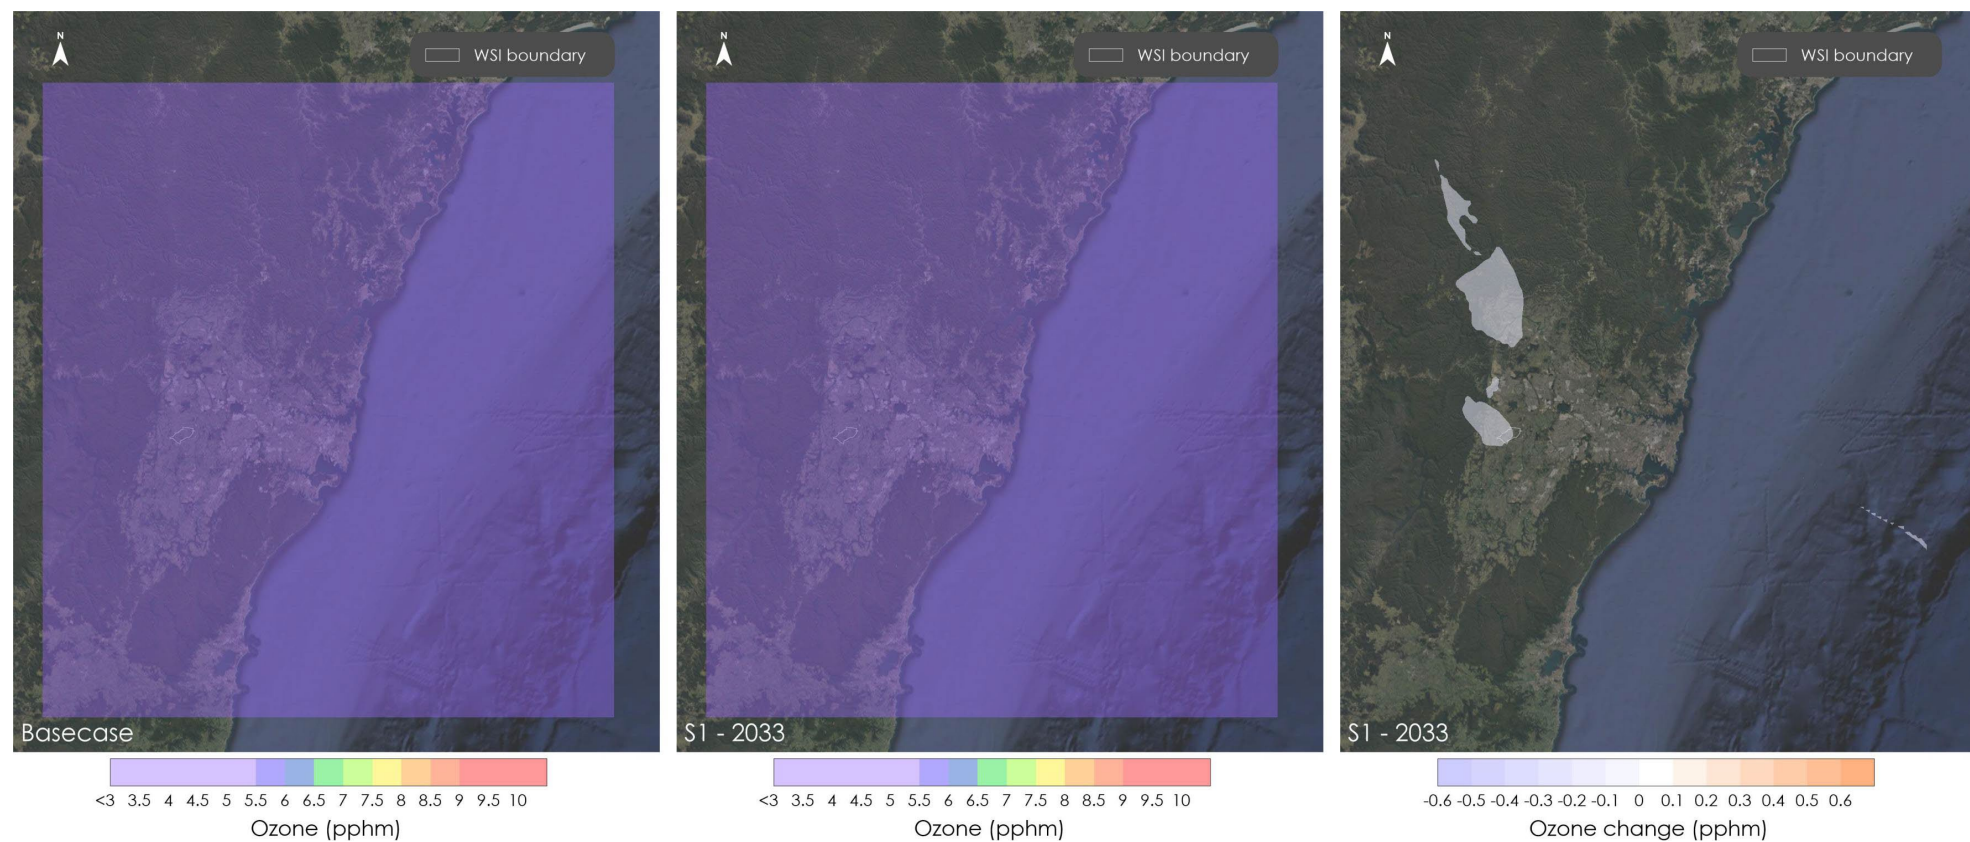 N
WSI boundary
Basecase
<3 3.5 4 4.5 5 5.5 6 6.5 7 7.5 8 8.5 9 9.5 10
Ozone (pphm)
N
WSI boundary
S1 - 2033
<3 3.5 4 4.5 5 5.5 6 6.5 7 7.5 8 8.5 9 9.5 10
Ozone (pphm)
N
WSI boundary
S1 - 2033
-0.6 -0.5 -0.4 -0.3 -0.2 -0.1 0 0.1 0.2 0.3 0.4 0.5 0.6
Ozone change (pphm)